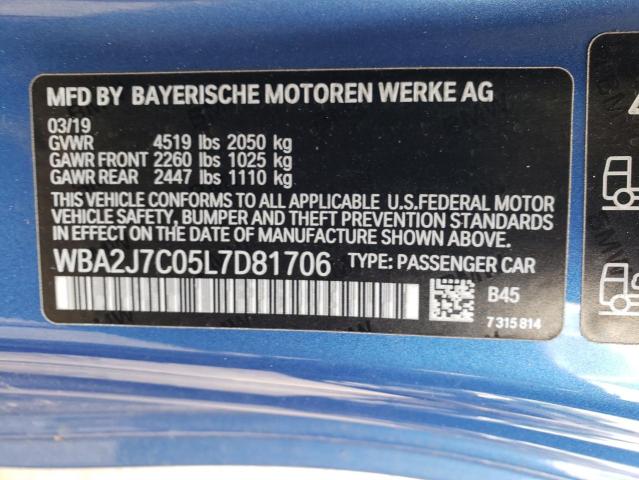 MFD BY BAYERISCHE MOTOREN WERKE AG
03/19
GVWR 4519 lbs 2050 kg
GAWR FRONT 2260 lbs 1025 kg
GAWR REAR 2447 lbs 1110 kg
THIS VEHICLE CONFORMS TO ALL APPLICABLE U.S.FEDERAL MOTOR
VEHICLE SAFETY, BUMPER AND THEFT PREVENTION STANDARDS
IN EFFECT ON THE DATE OF MANUFACTURE SHOWN ABOVE.
WBA2J7C05L7D81706 TYPE: PASSENGER CAR
B45
7315814